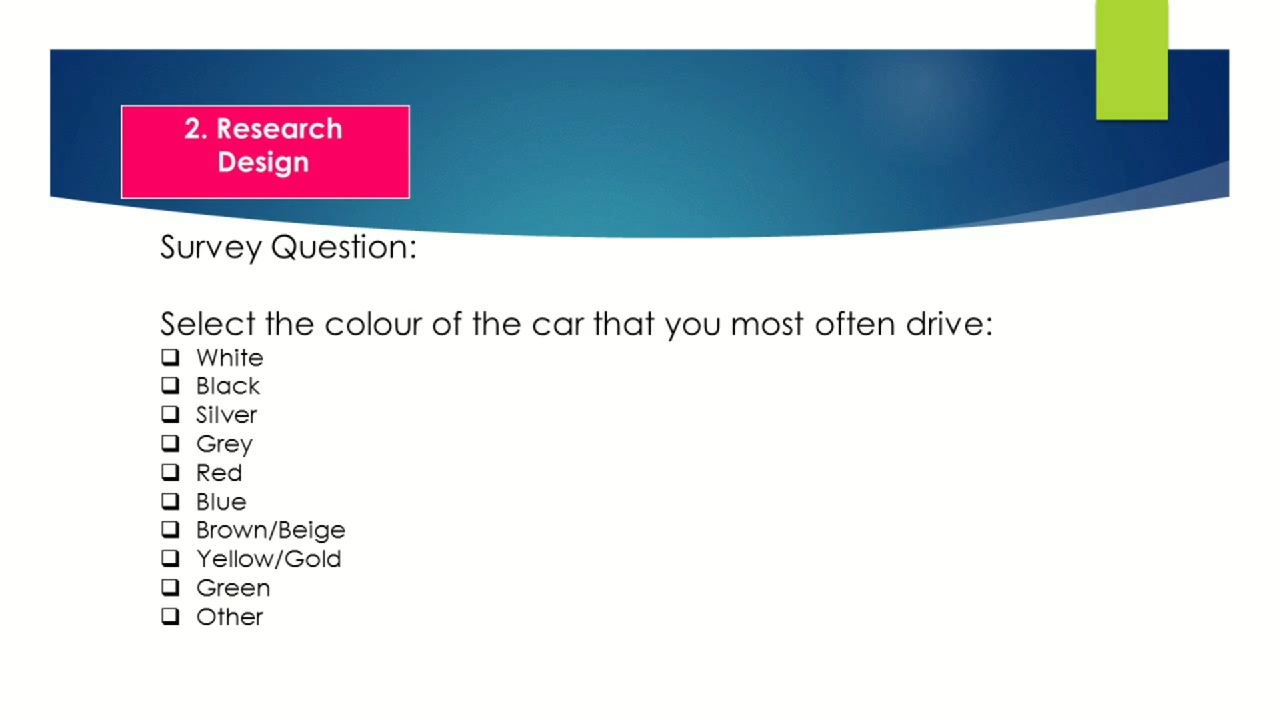 2. Research
Design
Survey Question:
Select the colour of the car that you most often drive:
White
Black
Silver
Grey
Red
Blue
Brown/Beige
Yellow/Gold
Green
Other